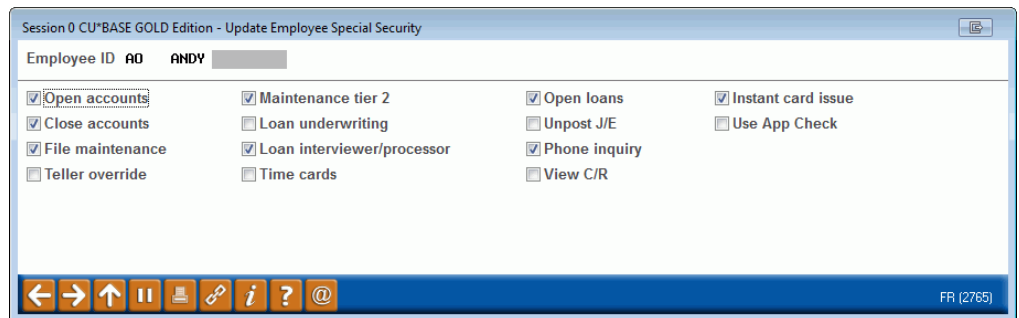 Session 0 CU*BASE GOLD Edition - Update Employee Special Security
Employee ID AO ANDY
Open accounts Maintenance tier 2 Open loans Instant card issue
Close accounts Loan underwriting Unpost J/E Use App Check
File maintenance Loan interviewer/processor Phone inquiry
Teller override Time cards View C/R
i ? @
FR (2765)